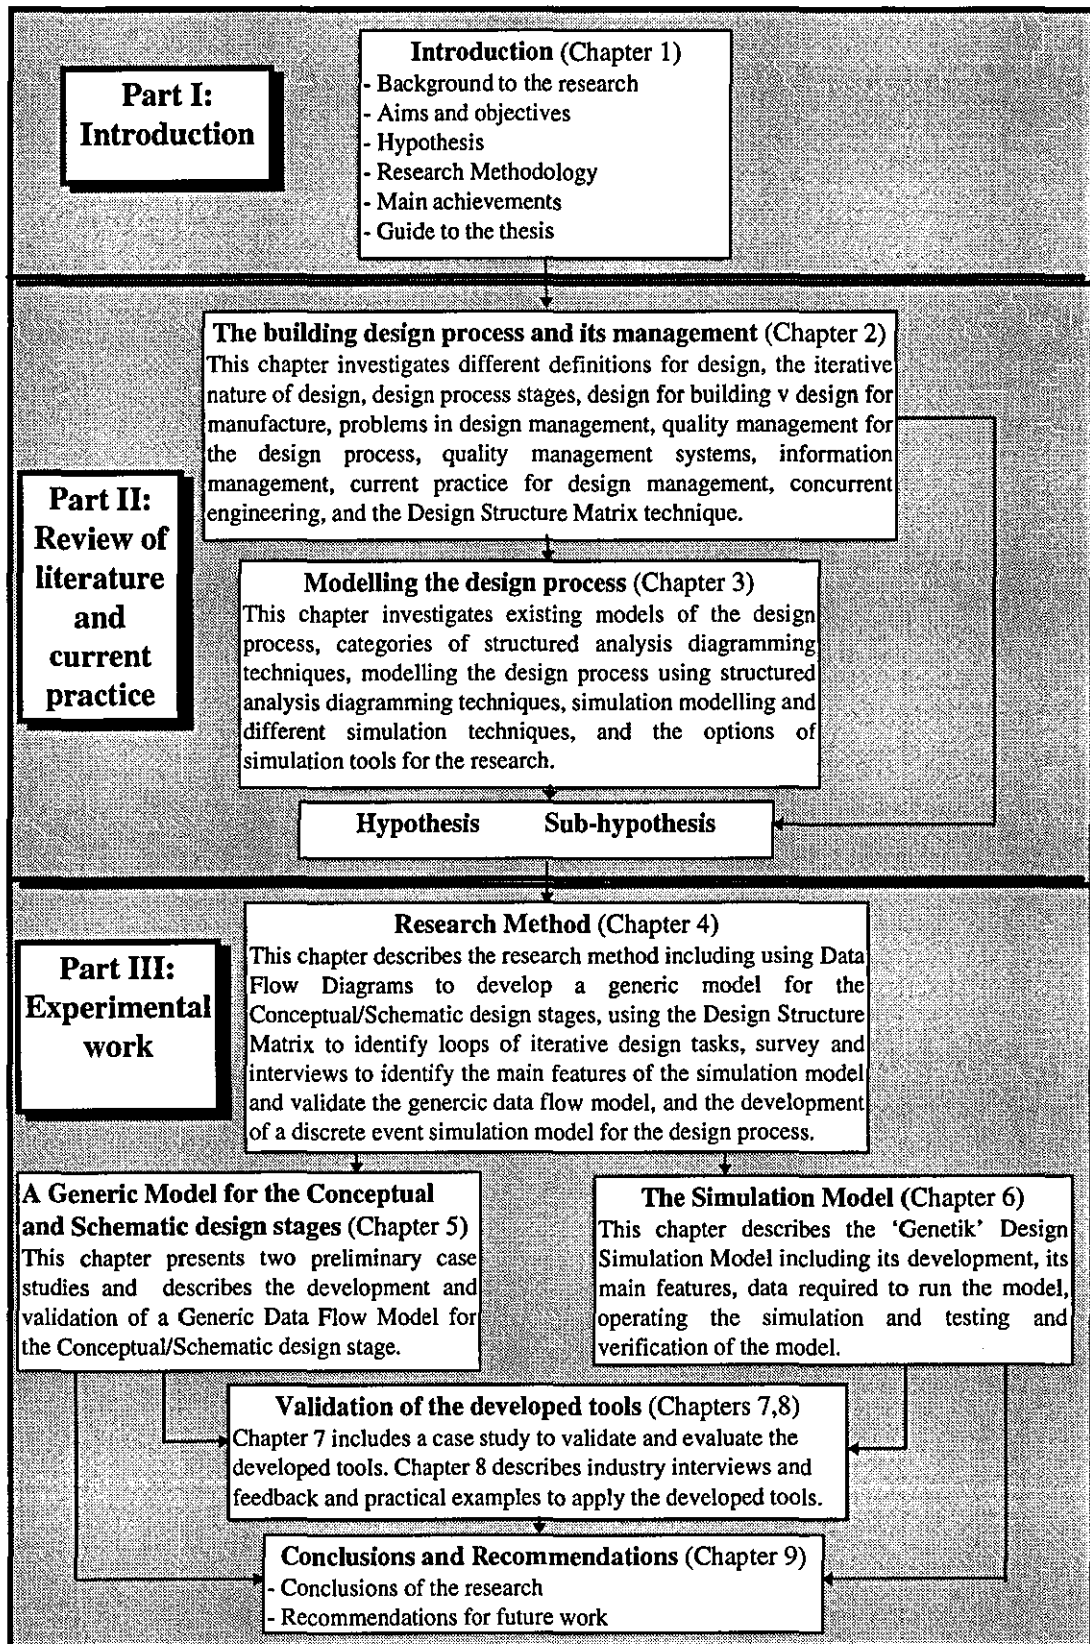 Part I:
Introduction
Introduction (Chapter 1)
- Background to the research
- Aims and objectives
- Hypothesis
- Research Methodology
- Main achievements
- Guide to the thesis
Part II:
Review of
literature
and
current
practice
The building design process and its management (Chapter 2)
This chapter investigates different definitions for design, the iterative
nature of design, design process stages, design for building v design for
manufacture, problems in design management, quality management for
the design process, quality management systems, information
management, current practice for design management, concurrent
engineering, and the Design Structure Matrix technique.
Modelling the design process (Chapter 3)
This chapter investigates existing models of the design
process, categories of structured analysis diagramming
techniques, modelling the design process using structured
analysis diagramming techniques, simulation modelling and
different simulation techniques, and the options of
simulation tools for the research.
Hypothesis Sub-hypothesis
Part III:
Experimental
work
Research Method (Chapter 4)
This chapter describes the research method including using Data
Flow Diagrams to develop a generic model for the
Conceptual/Schematic design stages, using the Design Structure
Matrix to identify loops of iterative design tasks, survey and
interviews to identify the main features of the simulation model
and validate the genercic data flow model, and the development
of a discrete event simulation model for the design process.
A Generic Model for the Conceptual
and Schematic design stages (Chapter 5)
This chapter presents two preliminary case
studies and describes the development and
validation of a Generic Data Flow Model for
the Conceptual/Schematic design stage.
The Simulation Model (Chapter 6)
This chapter describes the 'Genetik' Design
Simulation Model including its development, its
main features, data required to run the model,
operating the simulation and testing and
verification of the model.
Validation of the developed tools (Chapters 7,8)
Chapter 7 includes a case study to validate and evaluate the
developed tools. Chapter 8 describes industry interviews and
feedback and practical examples to apply the developed tools.
Conclusions and Recommendations (Chapter 9)
- Conclusions of the research
- Recommendations for future work